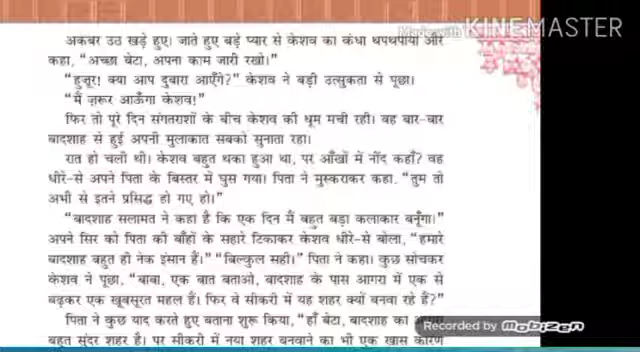 Made with KINEMASTER
अकबर उठ खड़े हुए। जाते हुए बड़े प्यार से केशव का कंधा थपथपाया और
कहा, “अच्छा बेटा, अपना काम जारी रखो।”
“हुज़ूर! क्या आप दुबारा आएँगे?” केशव ने बड़ी उत्सुकता से पूछा।
“मैं ज़रूर आऊँगा केशव!”
फिर तो पूरे दिन संगतराशों के बीच केशव की धूम मची रही। वह बार-बार
बादशाह से हुई अपनी मुलाकात सबको सुनाता रहा।
रात हो चली थी। केशव बहुत थका हुआ था, पर आँखों में नींद कहाँ? वह
धीरे-से अपने पिता के बिस्तर में घुस गया। पिता ने मुस्कराकर कहा. “तुम तो
अभी से इतने प्रसिद्ध हो गए हो।”
“बादशाह सलामत ने कहा है कि एक दिन मैं बहुत बड़ा कलाकार बनूँगा।”
अपने सिर को पिता की बाँहों के सहारे टिकाकर केशव धीरे-से बोला, “हमारे
बादशाह बहुत ही नेक इंसान हैं।” “बिल्कुल सही।” पिता ने कहा। कुछ सोचकर
केशव ने पूछा, “बाबा, एक बात बताओ, बादशाह के पास आगरा में एक से
बढ़कर एक खूबसूरत महल हैं। फिर वे सीकरी में यह शहर क्यों बनवा रहे हैं?”
पिता ने कुछ याद करते हुए बताना शुरू किया, “हाँ बेटा, बादशाह का
Recorded by Mobizen
बहुत सुंदर शहर है। पर सीकरी में नया शहर बनवाने का भी एक खास कारण